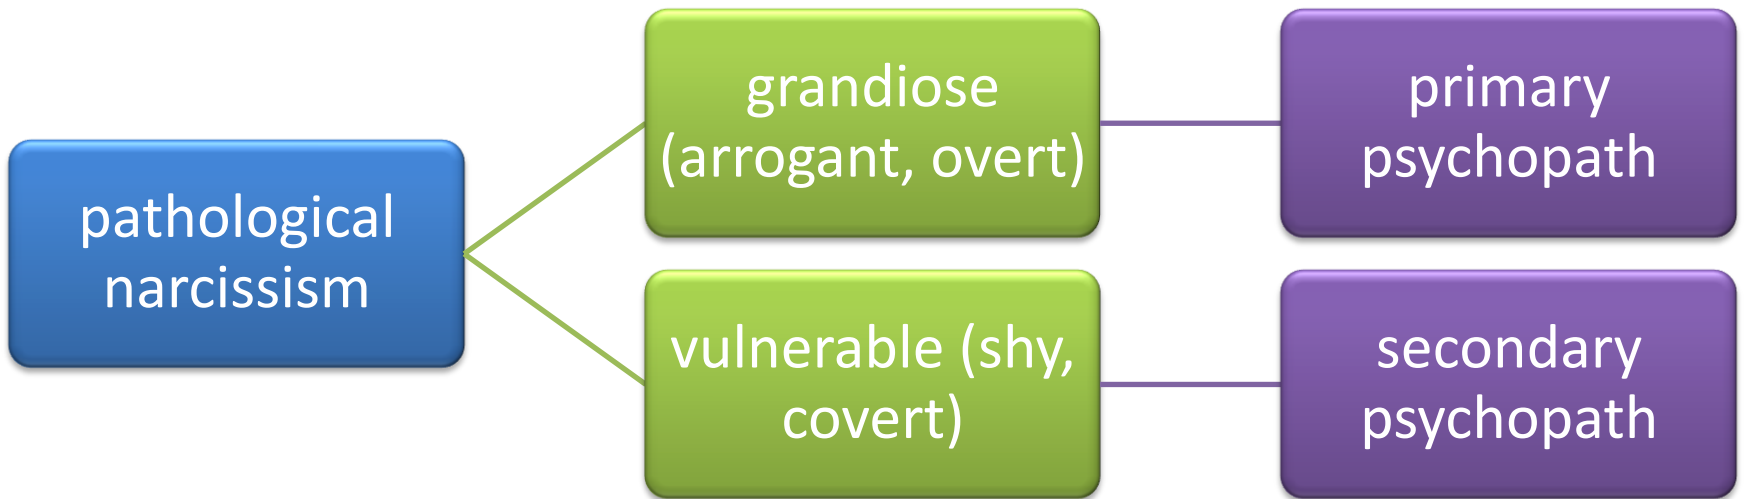 pathological
narcissism
grandiose
(arrogant, overt)
primary
psychopath
vulnerable (shy,
covert)
secondary
psychopath